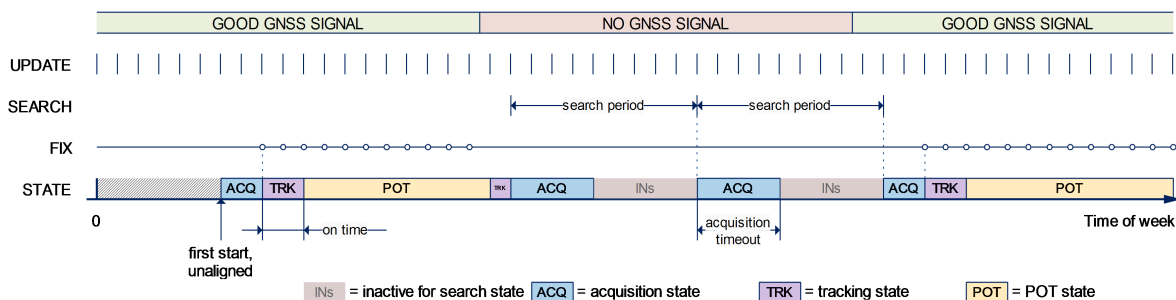 GOOD GNSS SIGNAL NO GNSS SIGNAL GOOD GNSS SIGNAL
UPDATE
SEARCH search period search period
FIX
STATE ACQ TRK POT TRK ACQ INs ACQ INs ACQ TRK POT
0 Time of week
on time
acquisition
timeout
first start,
unaligned
INs = inactive for search state ACQ = acquisition state TRK = tracking state POT = POT state